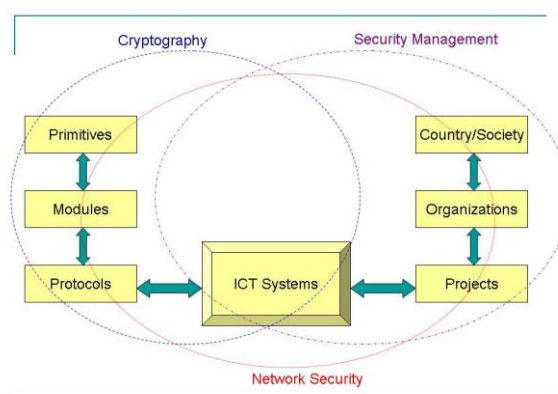 Cryptography
Security Management
Primitives
Country/Society
Modules
Organizations
Protocols
ICT Systems
Projects
Network Security